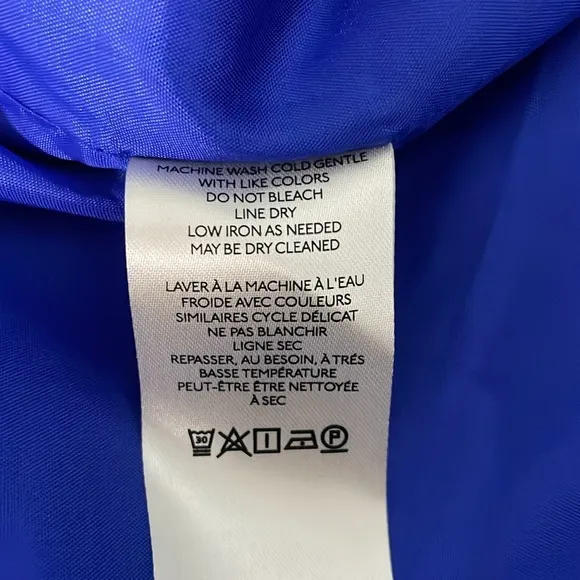 MACHINE WASH COLD GENTLE
WITH LIKE COLORS
DO NOT BLEACH
LINE DRY
LOW IRON AS NEEDED
MAY BE DRY CLEANED
LAVER À LA MACHINE À L'EAU
FROIDE AVEC COULEURS
SIMILAIRES CYCLE DÉLICAT
NE PAS BLANCHIR
LIGNE SEC
REPASSER, AU BESOIN, À TRÉS
BASSE TEMPÉRATURE
PEUT-ÊTRE ÊTRE NETTOYÉE
À SEC
30 P